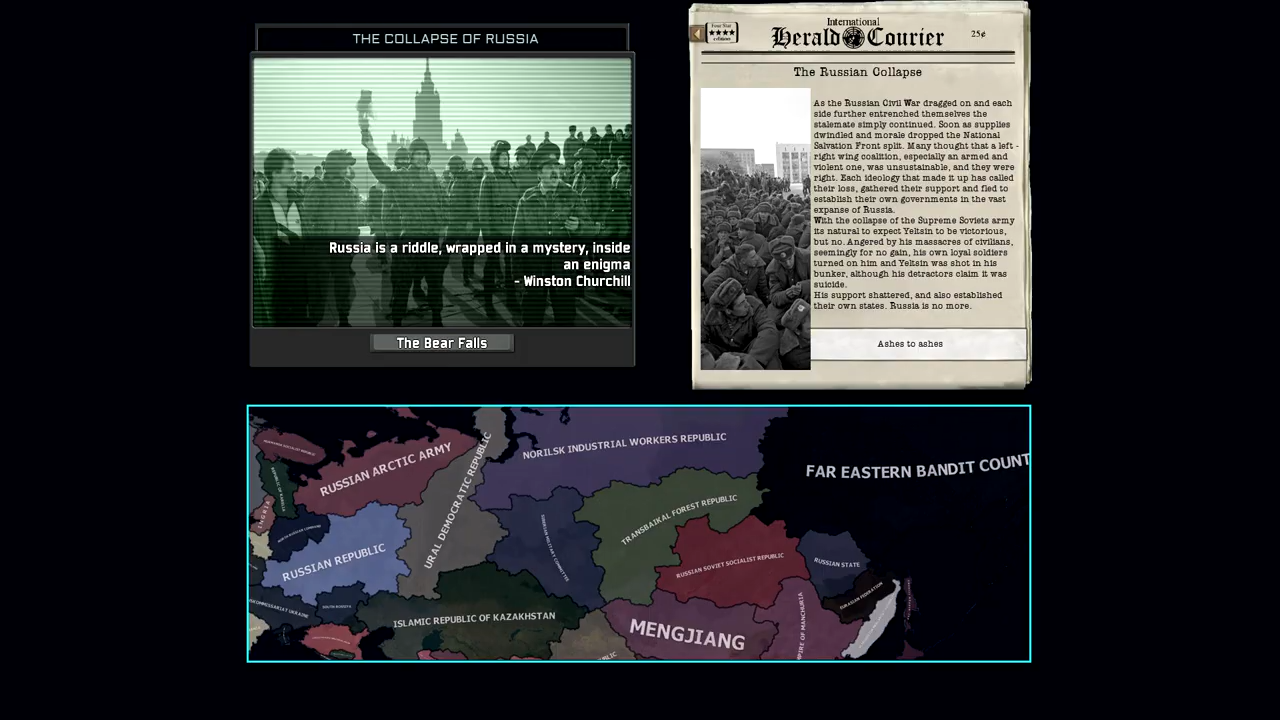 THE COLLAPSE OF RUSSIA
Russia is a riddle, wrapped in a mystery, inside
an enigma
- Winston Churchill
The Bear Falls
Four Star
★★★★
edition
International
Herald Courier
25¢
The Russian Collapse
As the Russian Civil War dragged on and each
side further entrenched themselves the
stalemate simply continued. Soon as supplies
dwindled and morale dropped the National
Salvation Front split. Many thought that a left -
right wing coalition, especially an armed and
violent one, was unsustainable, and they were
right. Each ideology that made it up has called
their loss, gathered their support and fled to
establish their own governments in the vast
expanse of Russia.
With the collapse of the Supreme Soviets army
its natural to expect Yeltsin to be victorious,
but no. Angered by his massacres of civilians,
seemingly for no gain, his own loyal soldiers
turned on him and Yeltsin was shot in his
bunker, although his detractors claim it was
suicide.
His support shattered, and also established
their own states. Russia is no more.
Ashes to ashes
RUSSIAN ARCTIC ARMY
NORILSK INDUSTRIAL WORKERS REPUBLIC
FAR EASTERN BANDIT COUNT
URAL DEMOCRATIC REPUBLIC
INGRIA
RUSSIAN REPUBLIC
TRANSBAIKAL FOREST REPUBLIC
RUSSIAN SOVIET SOCIALIST REPUBLIC
RUSSIAN STATE
EURASIAN FEDERATION
ISLAMIC REPUBLIC OF KAZAKHSTAN
MENGJIANG
PIRE OF MANCHURIA
UBLIC